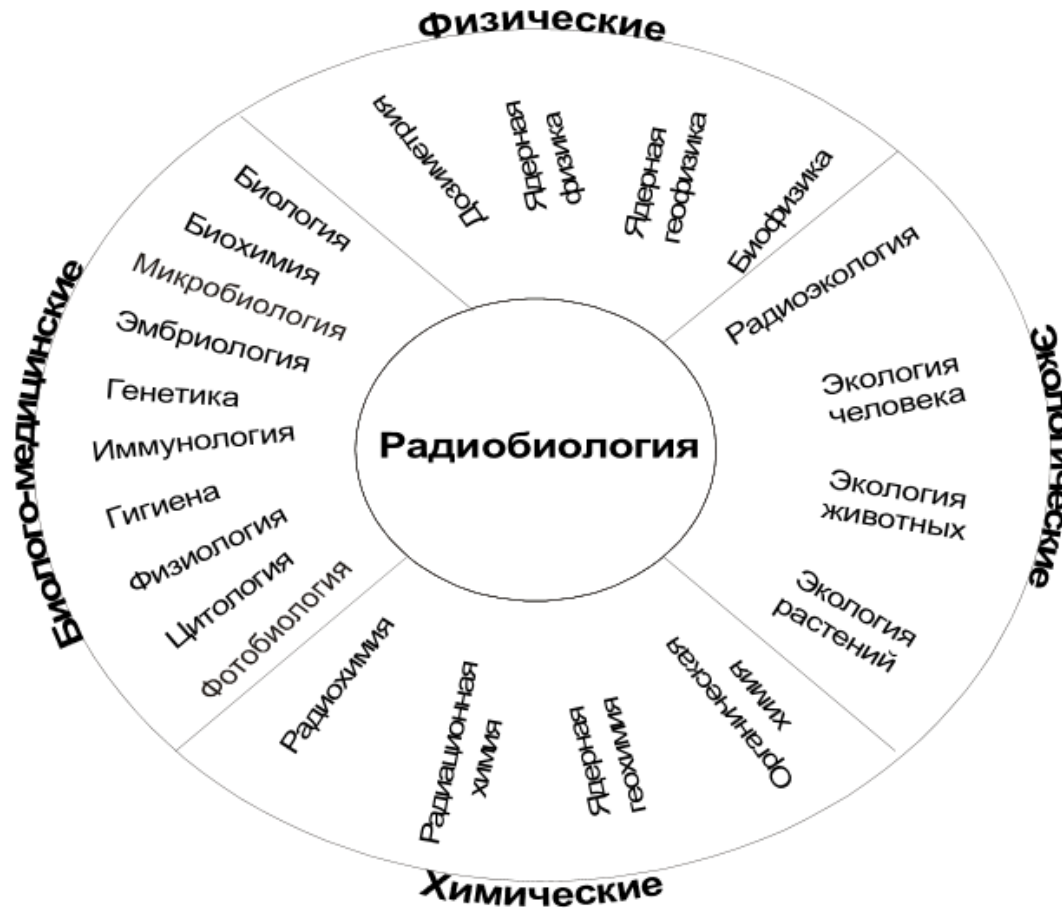 Физические
Дозиметрия
Ядерная
физика
Ядерная
геофизика
Биофизика
Экологические
Радиоэкология
Экология
человека
Экология
животных
Экология
растений
Химические
Органическая
химия
Ядерная
геохимия
Радиационная
химия
Радиохимия
Биолого-медицинские
Биология
Биохимия
Микробиология
Эмбриология
Генетика
Иммунология
Гигиена
Физиология
Цитология
Фотобиология
Радиобиология